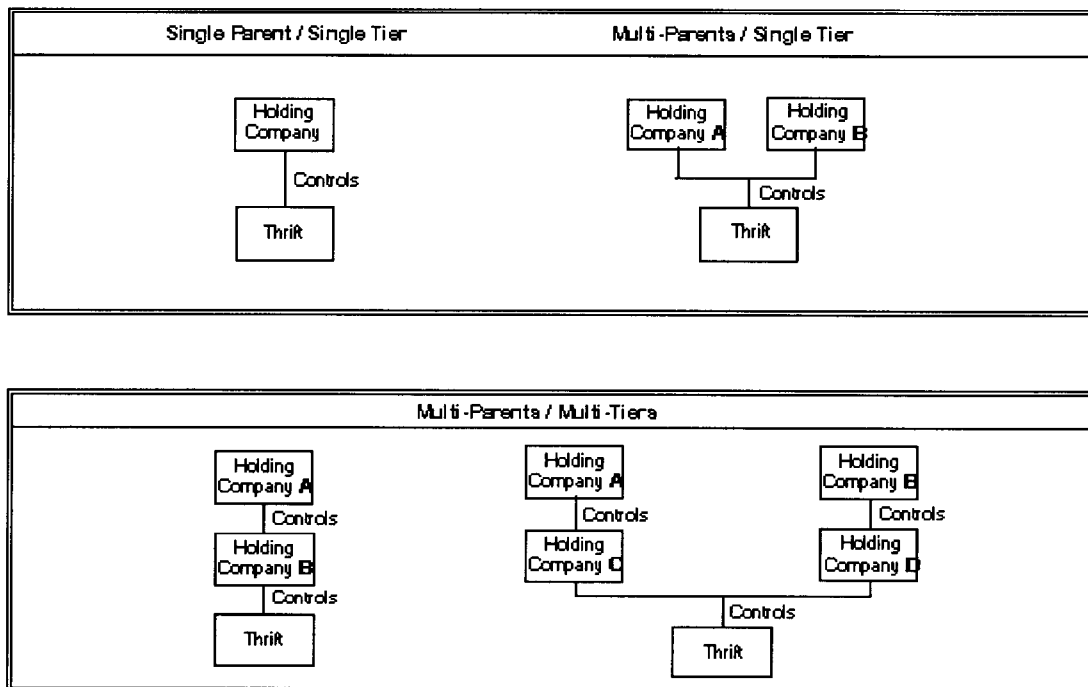 Single Parent / Single Tier
Multi-Parents / Single Tier
Holding
Company
Controls
Thrift
Holding
Company A
Holding
Company B
Controls
Thrift
Multi-Parents / Multi-Tiers
Holding
Company A
Controls
Holding
Company B
Controls
Thrift
Holding
Company A
Controls
Holding
Company C
Holding
Company B
Controls
Holding
Company D
Controls
Thrift